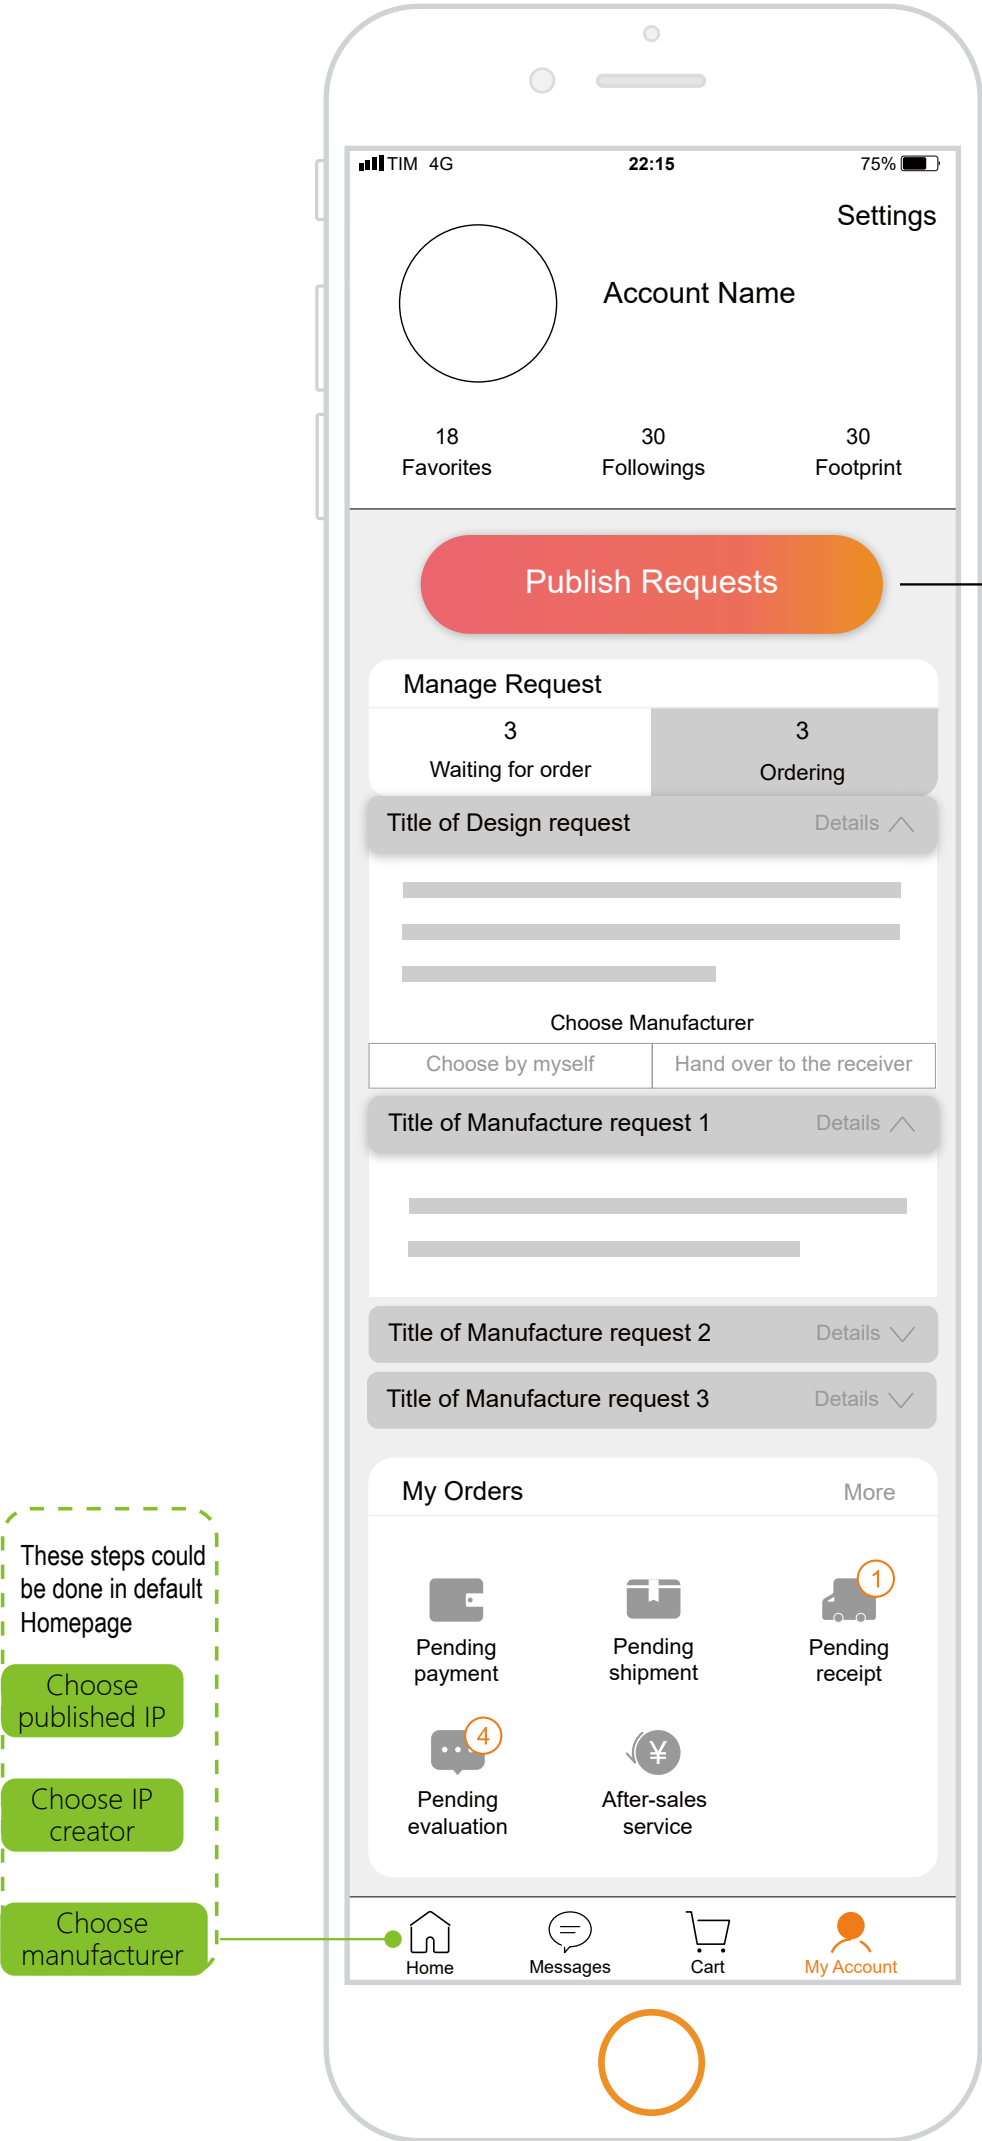 TIM 4G 22:15 75%
Settings
Account Name
18 30 30
Favorites Followings Footprint
Publish Requests
Manage Request
3 3
Waiting for order Ordering
Title of Design request Details
Choose Manufacturer
Choose by myself Hand over to the receiver
Title of Manufacture request 1 Details
Title of Manufacture request 2 Details
Title of Manufacture request 3 Details
My Orders More
1
Pending
payment
Pending
shipment
Pending
receipt
4
¥
Pending
evaluation
After-sales
service
Home Messages Cart My Account
These steps could
be done in default
Homepage
Choose
published IP
Choose IP
creator
Choose
manufacturer